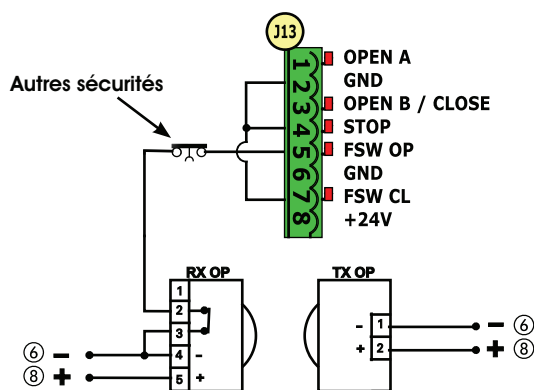 J13
1 OPEN A
2 GND
3 OPEN B / CLOSE
4 STOP
5 FSW OP
6 GND
7 FSW CL
8 +24V
Autres sécurités
RX OP
1
2
3
4 -
5 +
⑥ -
⑧ +
TX OP
- 1
+ 2
- ⑥
+ ⑧